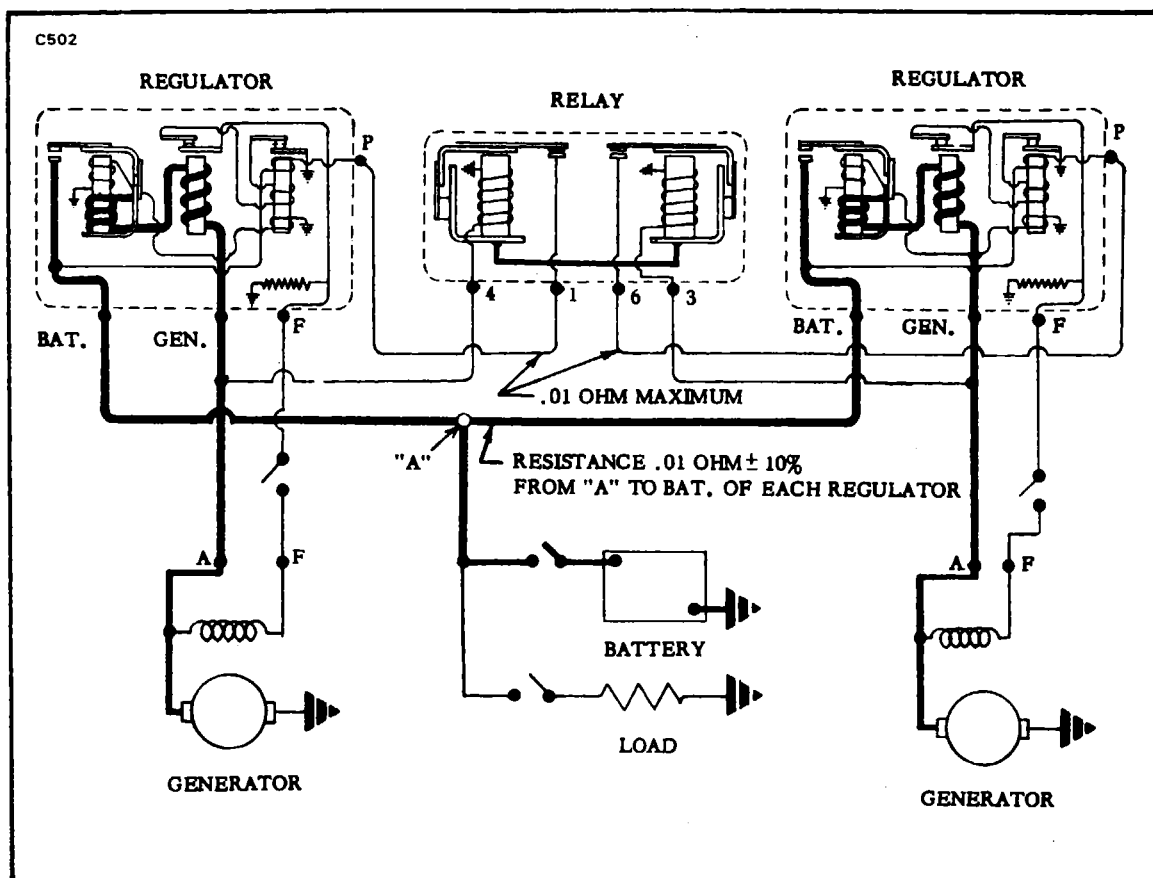 C502
REGULATOR
RELAY
REGULATOR
P
P
4
1
6
3
BAT.
GEN.
F
BAT.
GEN.
F
.01 OHM MAXIMUM
"A"
RESISTANCE .01 OHM ± 10%
FROM "A" TO BAT. OF EACH REGULATOR
A
F
A
F
BATTERY
LOAD
GENERATOR
GENERATOR